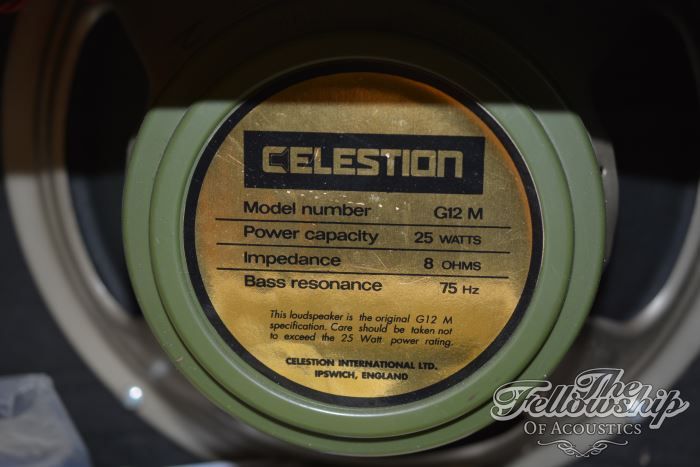 CELESTION
Model number G12 M
Power capacity 25 WATTS
Impedance 8 OHMS
Bass resonance 75 Hz
This loudspeaker is the original G12 M
specification. Care should be taken not
to exceed the 25 Watt power rating.
CELESTION INTERNATIONAL LTD.
IPSWICH, ENGLAND
The
Fellowship
OF ACOUSTICS